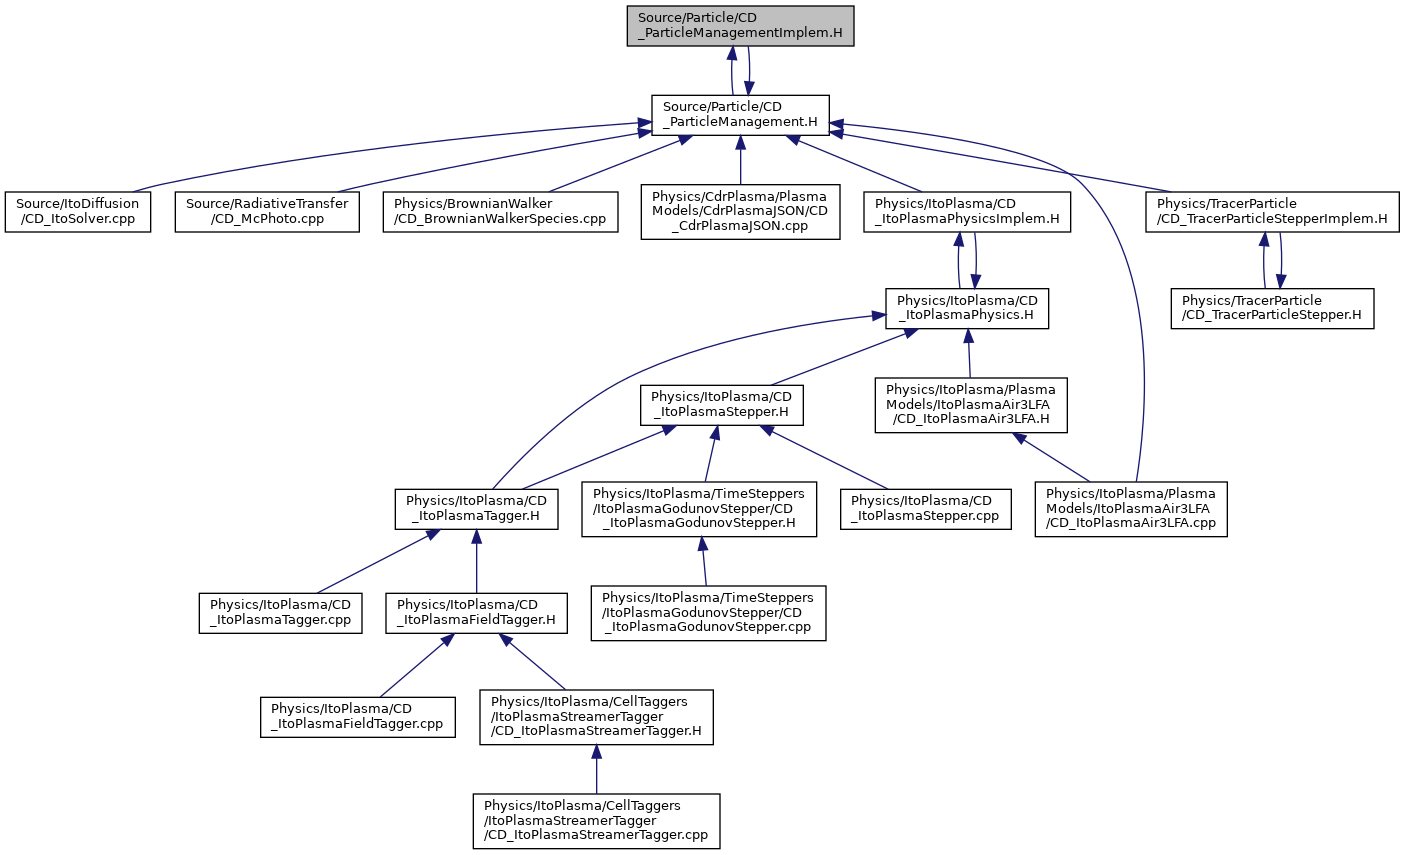 Source/Particle/CD
_ParticleManagementImplem.H
Source/Particle/CD
_ParticleManagement.H
Source/ItoDiffusion
/CD_ItoSolver.cpp
Source/RadiativeTransfer
/CD_McPhoto.cpp
Physics/BrownianWalker
/CD_BrownianWalkerSpecies.cpp
Physics/CdrPlasma/Plasma
Models/CdrPlasmaJSON/CD
_CdrPlasmaJSON.cpp
Physics/ItoPlasma/CD
_ItoPlasmaPhysicsImplem.H
Physics/TracerParticle
/CD_TracerParticleStepperImplem.H
Physics/ItoPlasma/CD
_ItoPlasmaPhysics.H
Physics/TracerParticle
/CD_TracerParticleStepper.H
Physics/ItoPlasma/CD
_ItoPlasmaStepper.H
Physics/ItoPlasma/Plasma
Models/ItoPlasmaAir3LFA
/CD_ItoPlasmaAir3LFA.H
Physics/ItoPlasma/CD
_ItoPlasmaTagger.H
Physics/ItoPlasma/TimeSteppers
/ItoPlasmaGodunovStepper/CD
_ItoPlasmaGodunovStepper.H
Physics/ItoPlasma/CD
_ItoPlasmaStepper.cpp
Physics/ItoPlasma/Plasma
Models/ItoPlasmaAir3LFA
/CD_ItoPlasmaAir3LFA.cpp
Physics/ItoPlasma/CD
_ItoPlasmaTagger.cpp
Physics/ItoPlasma/CD
_ItoPlasmaFieldTagger.H
Physics/ItoPlasma/TimeSteppers
/ItoPlasmaGodunovStepper/CD
_ItoPlasmaGodunovStepper.cpp
Physics/ItoPlasma/CD
_ItoPlasmaFieldTagger.cpp
Physics/ItoPlasma/CellTaggers
/ItoPlasmaStreamerTagger
/CD_ItoPlasmaStreamerTagger.H
Physics/ItoPlasma/CellTaggers
/ItoPlasmaStreamerTagger
/CD_ItoPlasmaStreamerTagger.cpp